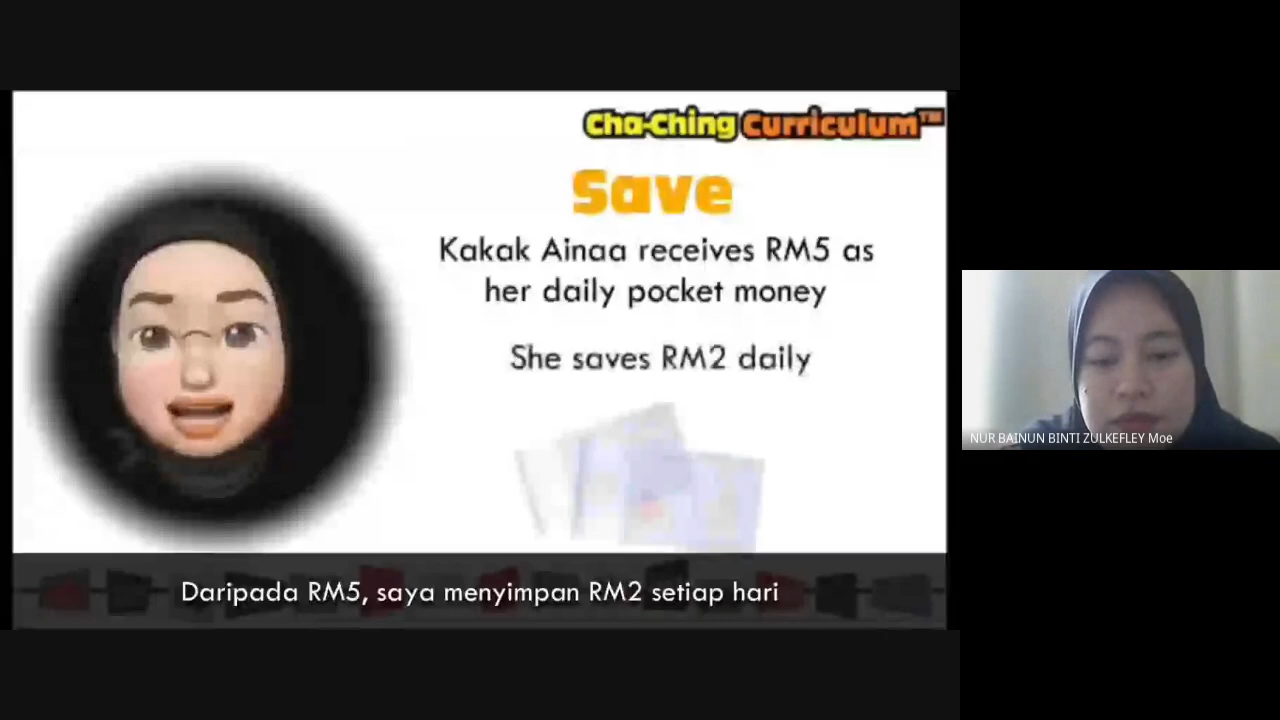 Cha-Ching Curriculum™
Save
Kakak Ainaa receives RM5 as
her daily pocket money
She saves RM2 daily
Daripada RM5, saya menyimpan RM2 setiap hari
NUR BAINUN BINTI ZULKEFLEY Moe